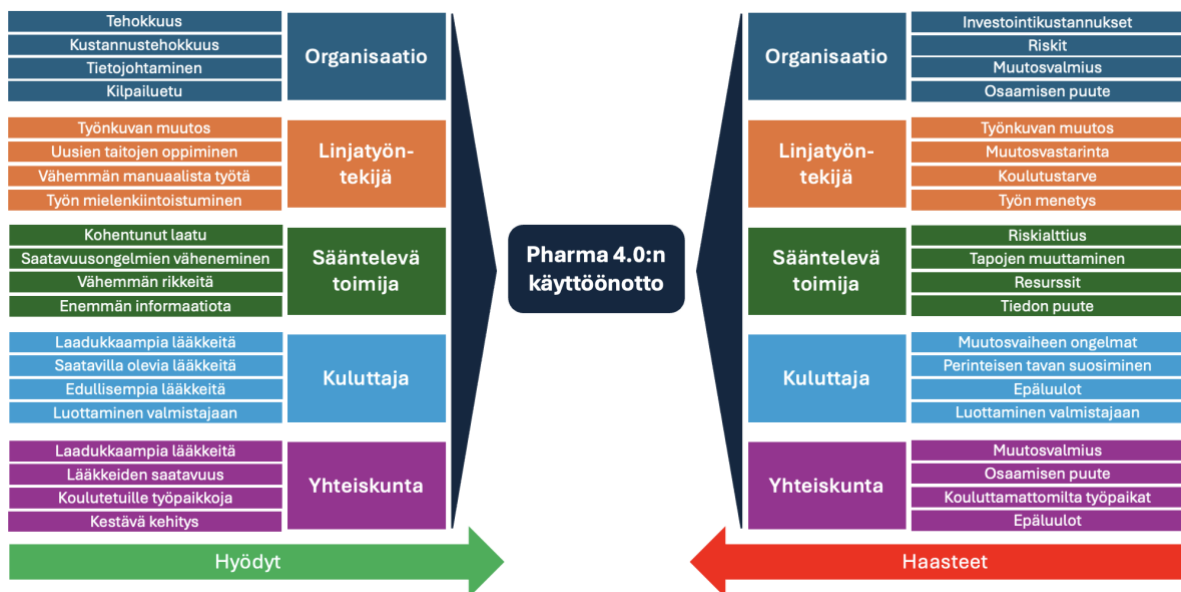 Tehokkuus
Kustannustehokkuus
Tietojohtaminen
Kilpailuetu
Organisaatio
Työnkuvan muutos
Uusien taitojen oppiminen
Vähemmän manuaalista työtä
Työn mielenkiintoistuminen
Linjatyön-
tekijä
Kohentunut laatu
Saatavuusongelmien väheneminen
Vähemmän rikkeitä
Enemmän informaatiota
Sääntelevä
toimija
Laadukkaampia lääkkeitä
Saatavilla olevia lääkkeitä
Edullisempia lääkkeitä
Luottaminen valmistajaan
Kuluttaja
Laadukkaampia lääkkeitä
Lääkkeiden saatavuus
Koulutetuille työpaikkoja
Kestävä kehitys
Yhteiskunta
Hyödyt
Pharma 4.0:n
käyttöönotto
Organisaatio
Investointikustannukset
Riskit
Muutosvalmius
Osaamisen puute
Linjatyön-
tekijä
Työnkuvan muutos
Muutosvastarinta
Koulutustarve
Työn menetys
Sääntelevä
toimija
Riskialttius
Tapojen muuttaminen
Resurssit
Tiedon puute
Kuluttaja
Muutosvaiheen ongelmat
Perinteisen tavan suosiminen
Epäluulot
Luottaminen valmistajaan
Yhteiskunta
Muutosvalmius
Osaamisen puute
Kouluttamattomilta työpaikat
Epäluulot
Haasteet